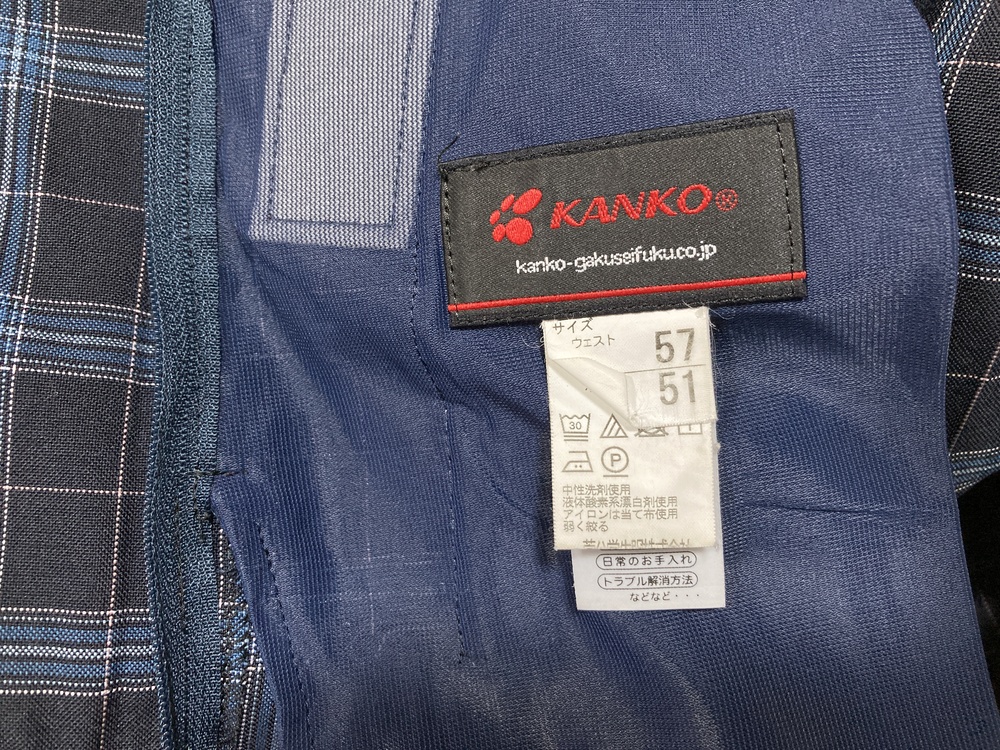 KANKO®
kanko-gakuseifuku.co.jp
サイズ
ウェスト 57
51
30
P
中性洗剤使用
液体酸素系漂白剤使用
アイロンは当て布使用
弱く絞る
日常のお手入れ
トラブル解消方法
などなど・・・